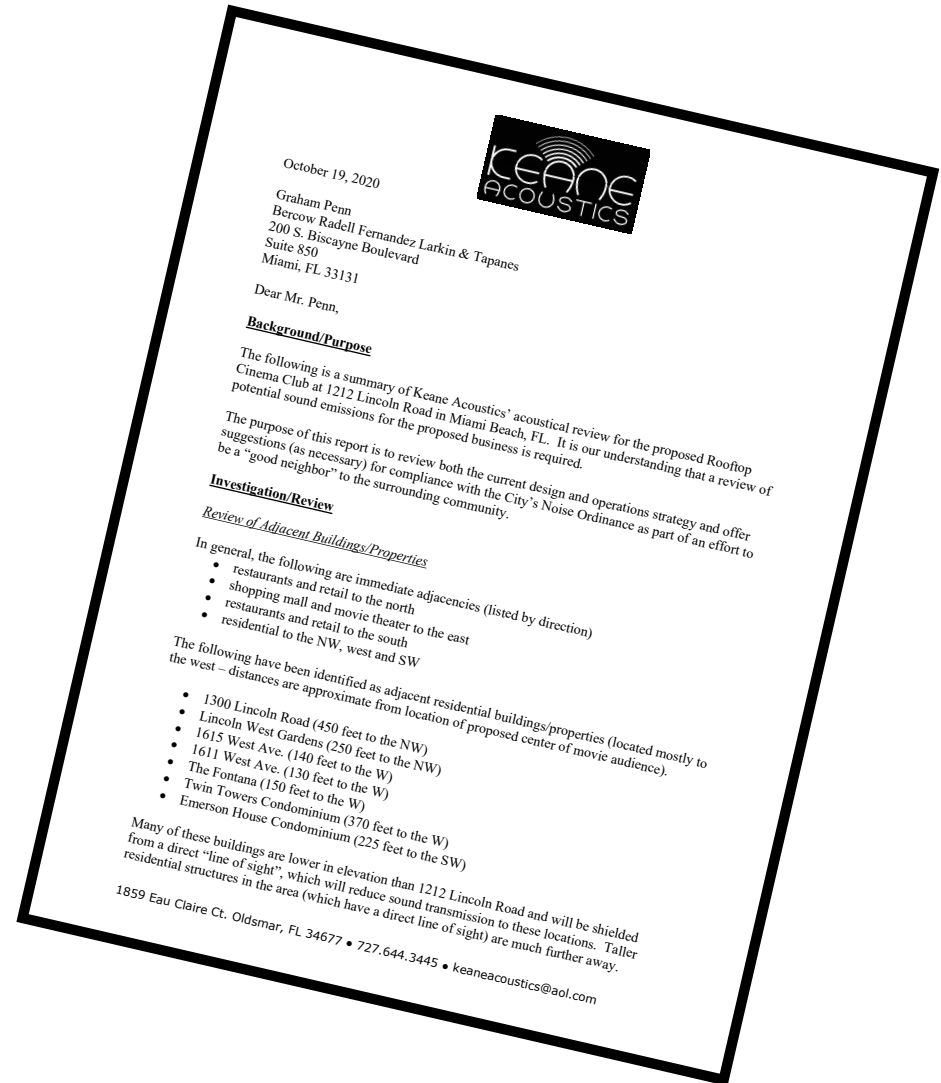 KEANE
ACOUSTICS
October 19, 2020
Graham Penn
Bercow Radell Fernandez Larkin & Tapanes
200 S. Biscayne Boulevard
Suite 850
Miami, FL 33131
Dear Mr. Penn,
Background/Purpose
The following is a summary of Keane Acoustics’ acoustical review for the proposed Rooftop
Cinema Club at 1212 Lincoln Road in Miami Beach, FL.  It is our understanding that a review of
potential sound emissions for the proposed business is required.
The purpose of this report is to review both the current design and operations strategy and offer
suggestions (as necessary) for compliance with the City’s Noise Ordinance as part of an effort to
be a “good neighbor” to the surrounding community.
Investigation/Review
Review of Adjacent Buildings/Properties
In general, the following are immediate adjacencies (listed by direction)
• restaurants and retail to the north
• shopping mall and movie theater to the east
• restaurants and retail to the south
• residential to the NW, west and SW
The following have been identified as adjacent residential buildings/properties (located mostly to
the west – distances are approximate from location of proposed center of movie audience).
• 1300 Lincoln Road (450 feet to the NW)
• Lincoln West Gardens (250 feet to the NW)
• 1615 West Ave. (140 feet to the W)
• 1611 West Ave. (130 feet to the W)
• The Fontana (150 feet to the W)
• Twin Towers Condominium (370 feet to the W)
• Emerson House Condominium (225 feet to the SW)
Many of these buildings are lower in elevation than 1212 Lincoln Road and will be shielded
from a direct “line of sight”, which will reduce sound transmission to these locations.  Taller
residential structures in the area (which have a direct line of sight) are much further away.
1859 Eau Claire Ct. Oldsmar, FL 34677 • 727.644.3445 • keaneacoustics@aol.com